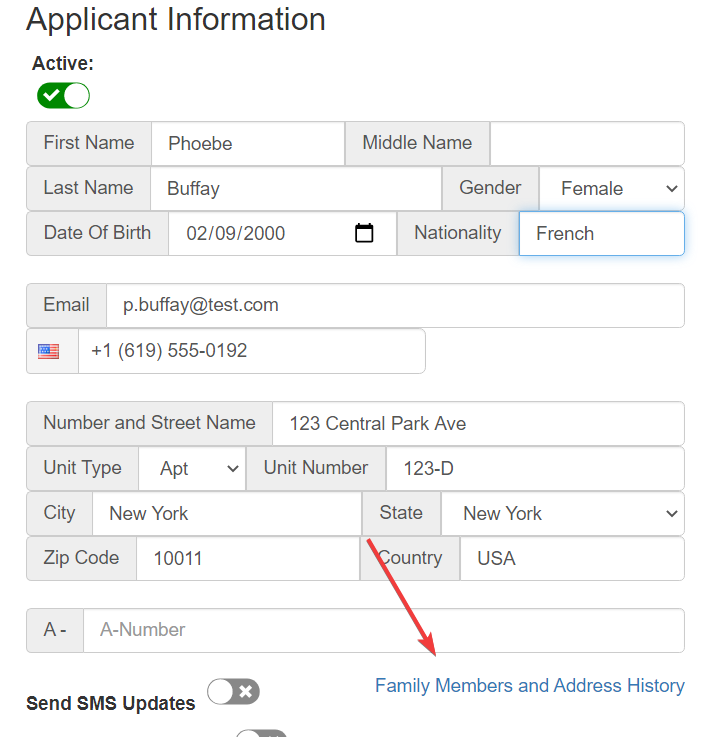 Applicant Information
Active:
First Name Phoebe Middle Name
Last Name Buffay Gender Female
Date Of Birth 02/09/2000 Nationality French
Email p.buffay@test.com
+1 (619) 555-0192
Number and Street Name 123 Central Park Ave
Unit Type Apt Unit Number 123-D
City New York State New York
Zip Code 10011 Country USA
A - A-Number
Send SMS Updates Family Members and Address History